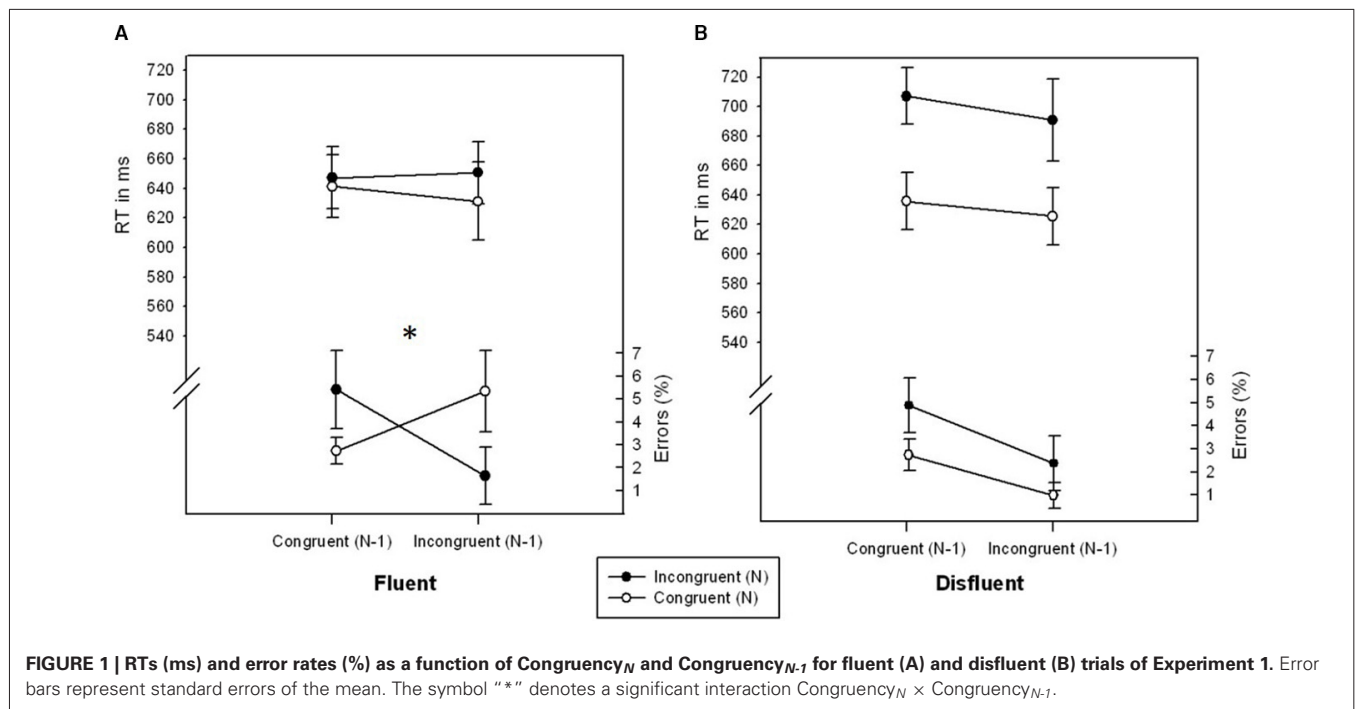 A
B
720
700
680
660
640
620
600
580
560
540
RT in ms
*
7
6
5
4
3
2
1
Errors (%)
Congruent (N-1) Incongruent (N-1)
Fluent
720
700
680
660
640
620
600
580
560
540
RT in ms
7
6
5
4
3
2
1
Errors (%)
Congruent (N-1) Incongruent (N-1)
Disfluent
Incongruent (N)
Congruent (N)
FIGURE 1 | RTs (ms) and error rates (%) as a function of CongruencyN and CongruencyN-1 for fluent (A) and disfluent (B) trials of Experiment 1. Error
bars represent standard errors of the mean. The symbol “*” denotes a significant interaction CongruencyN × CongruencyN-1.